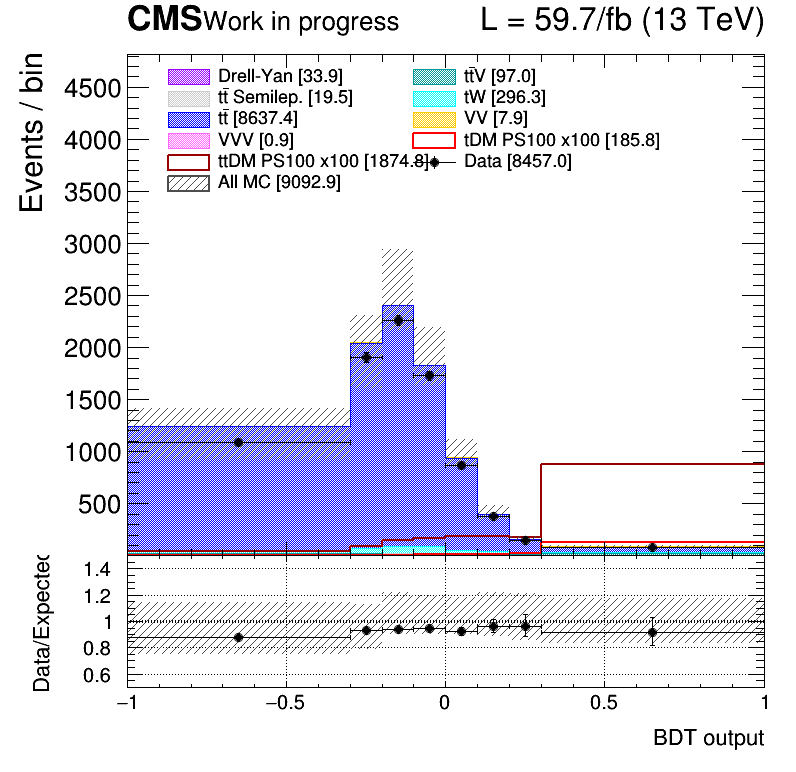 CMS Work in progress L = 59.7/fb (13 TeV)
Events / bin
4500
4000
3500
3000
2500
2000
1500
1000
500
Drell-Yan [33.9] tt̄V [97.0]
tt̄ Semilep. [19.5] tW [296.3]
tt̄ [8637.4] VV [7.9]
VVV [0.9] tDM PS100 x100 [185.8]
ttDM PS100 x100 [1874.8] Data [8457.0]
All MC [9092.9]
Data/Expected
1.4
1.2
1
0.8
0.6
−1 −0.5 0 0.5 1
BDT output